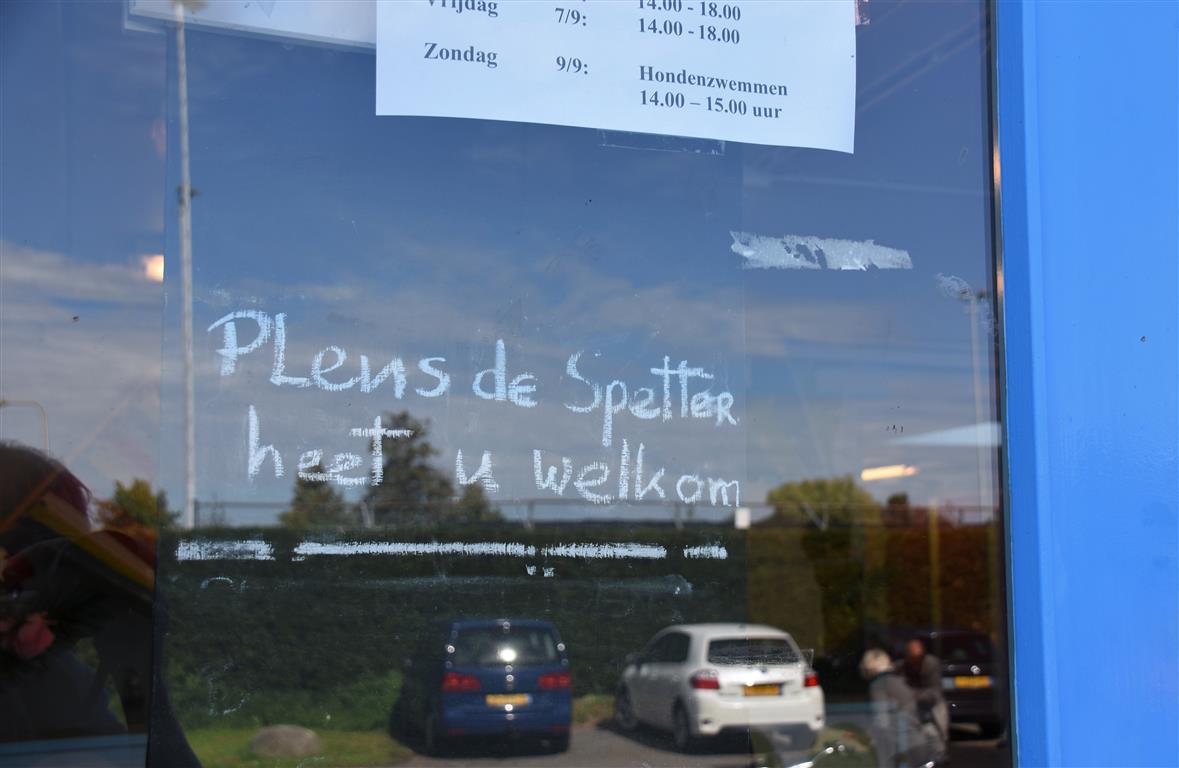 Vrijdag 7/9: 14.00 - 18.00
14.00 - 18.00
Zondag 9/9: Hondenzwemmen
14.00 – 15.00 uur
PLens de Spetter
heet u welkom